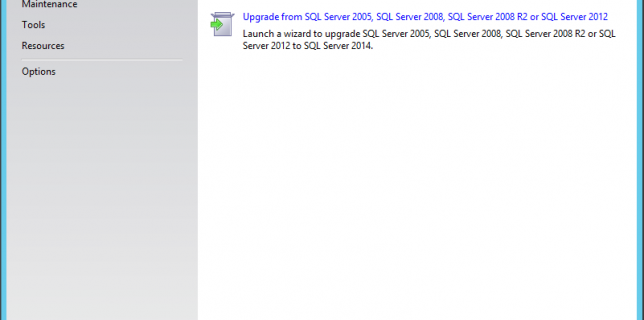 Maintenance
Tools
Resources
Options
Upgrade from SQL Server 2005, SQL Server 2008, SQL Server 2008 R2 or SQL Server 2012
Launch a wizard to upgrade SQL Server 2005, SQL Server 2008, SQL Server 2008 R2 or SQL
Server 2012 to SQL Server 2014.